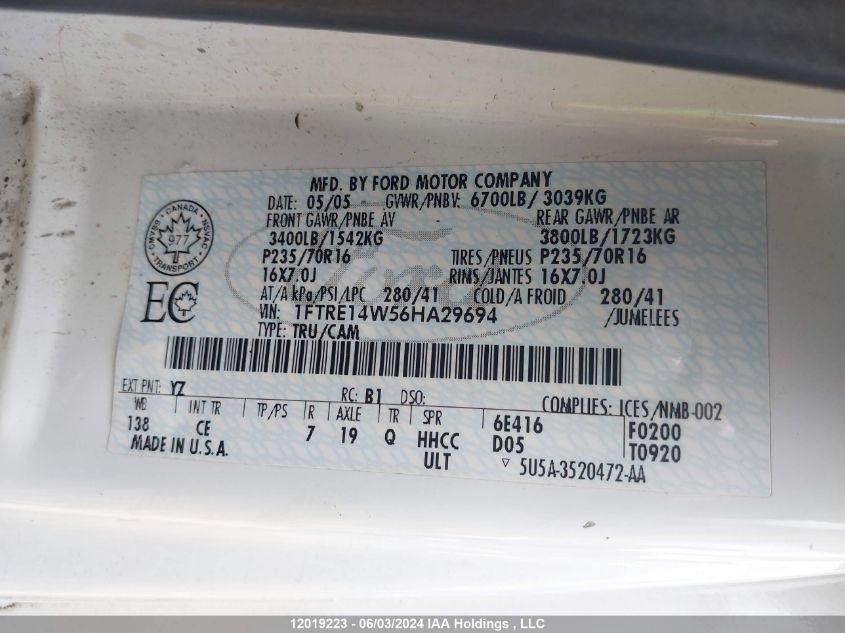 MFD. BY FORD MOTOR COMPANY
DATE: 05/05 GVWR/PNBV: 6700LB/ 3039KG
FRONT GAWR/PNBE AV REAR GAWR/PNBE AR
3400LB/1542KG 3800LB/1723KG
P235/70R16 TIRES/PNEUS P235/70R16
16X7.0J RIMS/JANTES 16X7.0J
AT/A kPa/PSI/LPC 280/41 COLD/A FROID 280/41
VIN: 1FTRE14W56HA29694 /JUMELEES
TYPE: TRU/CAM
CANADA
977
TRANSPORT
EC
Ford
EXT PNT: YZ RC: B1 DSO:
COMPLIES: ICES/NMB-002
WB INT TR TP/PS R AXLE TR SPR 6E416 F0200
138 CE 7 19 Q HHCC D05 T0920
MADE IN U.S.A. ULT ▽ 5U5A-3520472-AA
12019223 - 06/03/2024 IAA Holdings , LLC